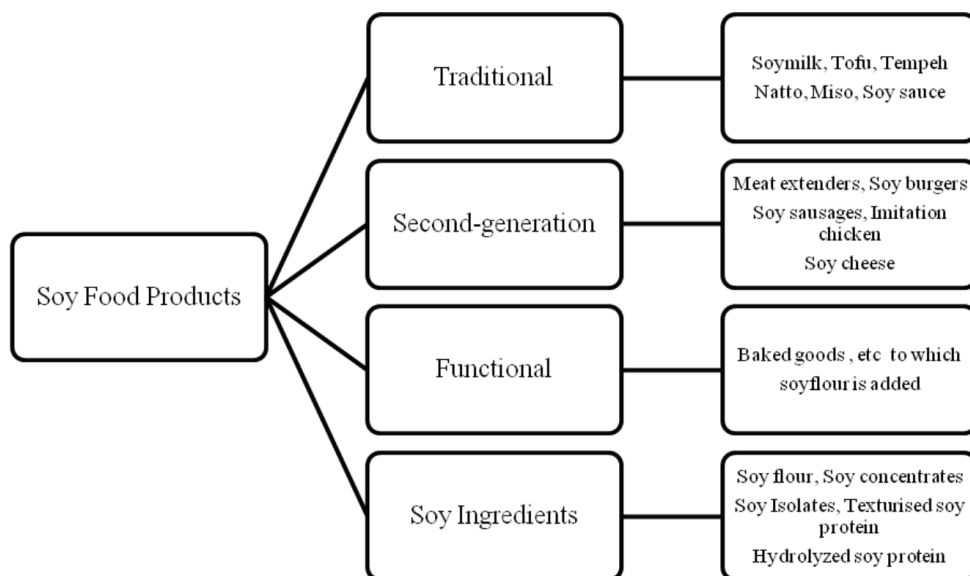 Soy Food Products
Traditional
Soymilk, Tofu, Tempeh
Natto, Miso, Soy sauce
Second-generation
Meat extenders, Soy burgers
Soy sausages, Imitation
chicken
Soy cheese
Functional
Baked goods , etc to which
soyflour is added
Soy Ingredients
Soy flour, Soy concentrates
Soy Isolates, Texturised soy
protein
Hydrolyzed soy protein